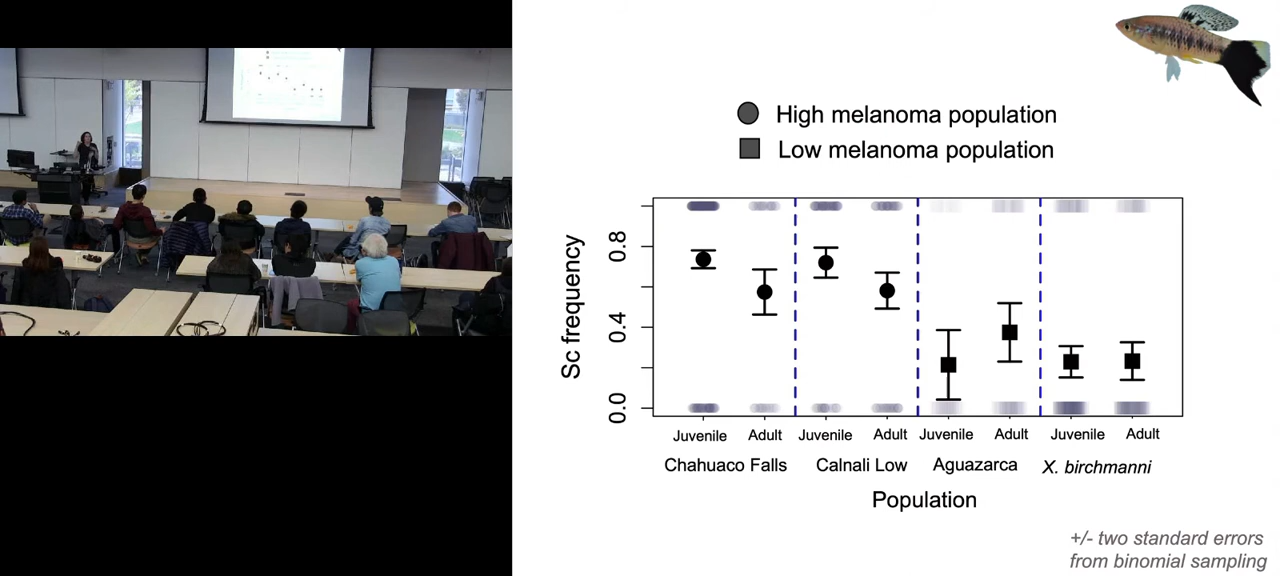 High melanoma population
Low melanoma population
Sc frequency
0.8
0.4
0.0
Juvenile Adult Juvenile Adult Juvenile Adult Juvenile Adult
Chahuaco Falls Calnali Low Aguazarca X. birchmanni
Population
+/- two standard errors
from binomial sampling